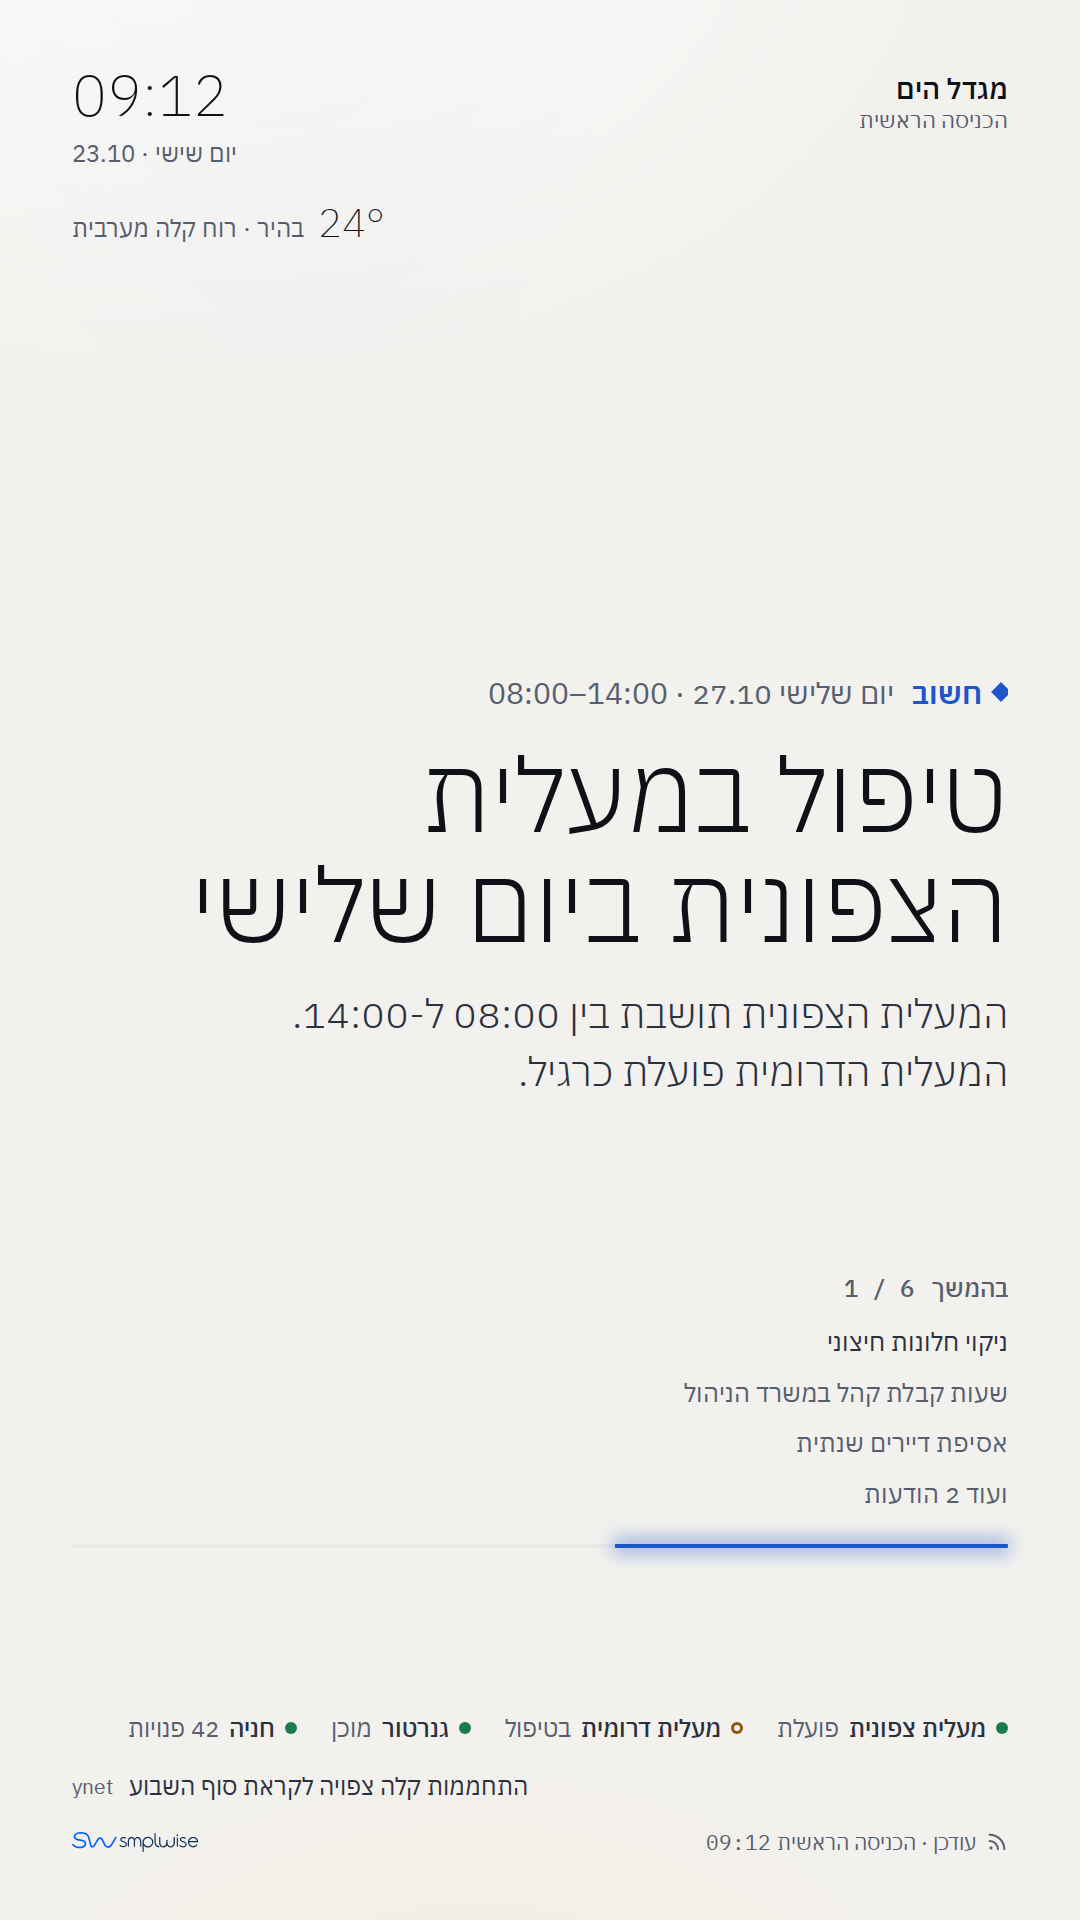 מגדל הים
הכניסה הראשית
09:12
יום שישי · 23.10
24° בהיר · רוח קלה מערבית
חשוב יום שלישי 27.10 · 08:00–14:00
טיפול במעלית
הצפונית ביום שלישי
המעלית הצפונית תושבת בין 08:00 ל-14:00.
המעלית הדרומית פועלת כרגיל.
בהמשך 1 / 6
ניקוי חלונות חיצוני
שעות קבלת קהל במשרד הניהול
אסיפת דיירים שנתית
ועוד 2 הודעות
מעלית צפונית פועלת מעלית דרומית בטיפול גנרטור מוכן חניה 42 פנויות
התחממות קלה צפויה לקראת סוף השבוע ynet
עודכן · הכניסה הראשית 09:12
sw smplwise